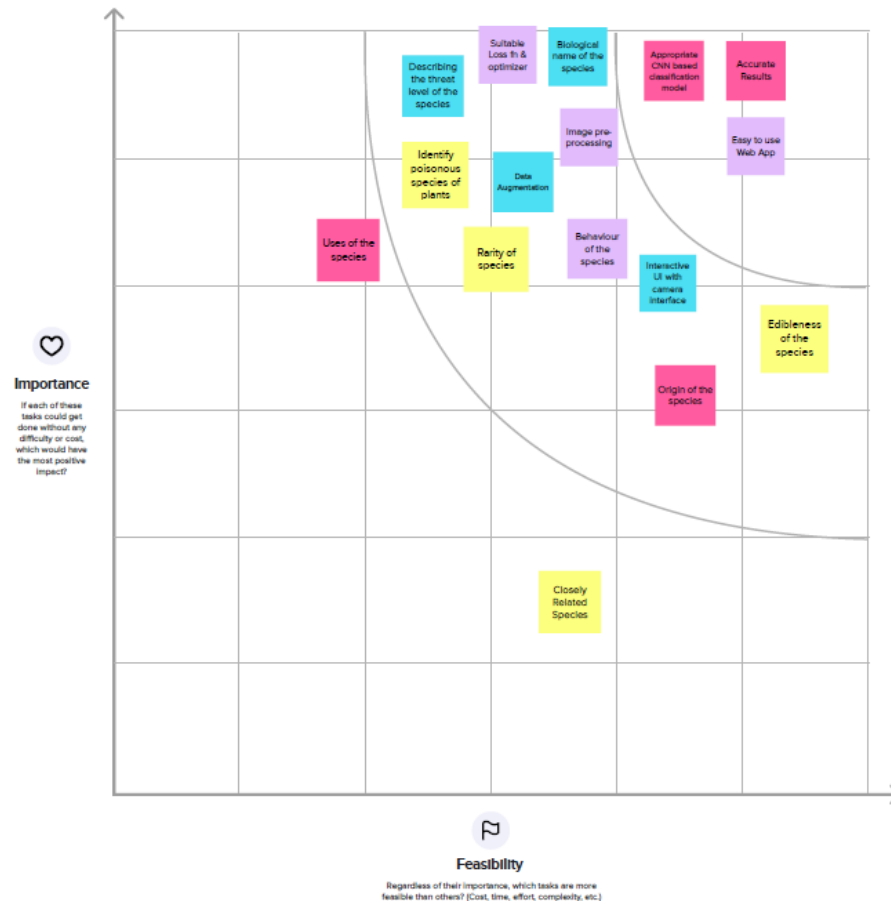 Suitable
Loss fn &
optimizer
Biological
name of the
species
Appropriate
CNN based
classification
model
Accurate
Results
Describing
the threat
level of the
species
Image pre-
processing
Easy to use
Web App
Identify
poisonous
species of
plants
Data
Augmentation
Uses of the
species
Rarity of
species
Behaviour
of the
species
Interactive
UI with
camera
interface
Edibleness
of the
species
Origin of the
species
Importance
If each of these
tasks could get
done without any
difficulty or cost,
which would have
the most positive
impact?
Closely
Related
Species
Feasibility
Regardless of their importance, which tasks are more
feasible than others? (Cost, time, effort, complexity, etc.)